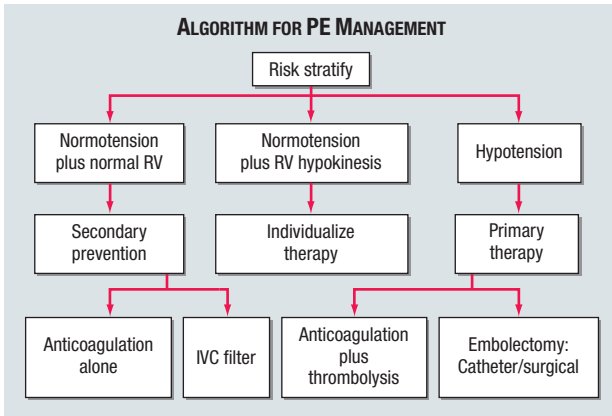 ALGORITHM FOR PE MANAGEMENT
Risk stratify
Normotension
plus normal RV
Normotension
plus RV hypokinesis
Hypotension
Secondary
prevention
Individualize
therapy
Primary
therapy
Anticoagulation
alone
IVC filter
Anticoagulation
plus
thrombolysis
Embolectomy:
Catheter/surgical